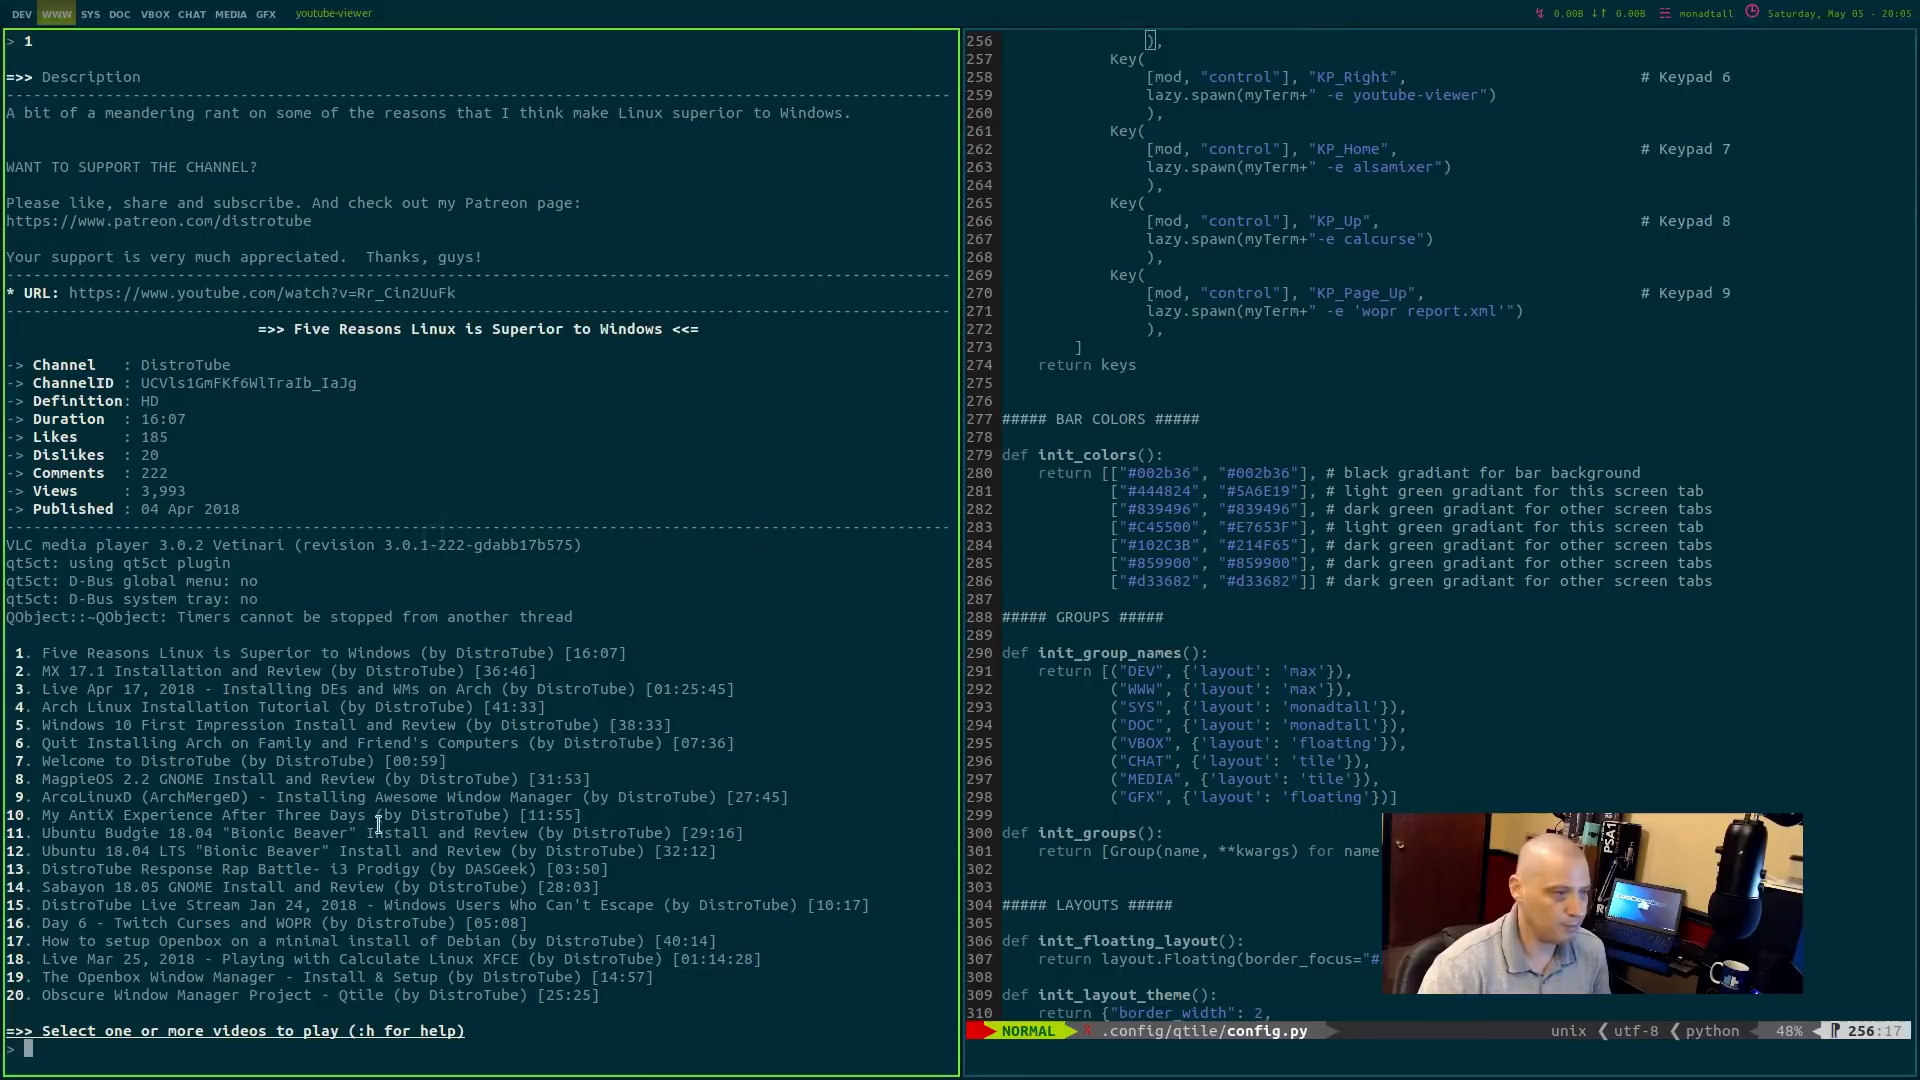 DEV WWW SYS DOC VBOX CHAT MEDIA GFX youtube-viewer 0.00B ↓↑ 0.00B monadtall Saturday, May 05 - 20:05
> 1
=>> Description
A bit of a meandering rant on some of the reasons that I think make Linux superior to Windows.
WANT TO SUPPORT THE CHANNEL?
Please like, share and subscribe. And check out my Patreon page:
https://www.patreon.com/distrotube
Your support is very much appreciated.  Thanks, guys!
* URL: https://www.youtube.com/watch?v=Rr_Cin2UuFk
=>> Five Reasons Linux is Superior to Windows <<=
-> Channel   : DistroTube
-> ChannelID : UCVls1GmFKf6WlTraIb_IaJg
-> Definition: HD
-> Duration  : 16:07
-> Likes     : 185
-> Dislikes  : 20
-> Comments  : 222
-> Views     : 3,993
-> Published : 04 Apr 2018
VLC media player 3.0.2 Vetinari (revision 3.0.1-222-gdabb17b575)
qt5ct: using qt5ct plugin
qt5ct: D-Bus global menu: no
qt5ct: D-Bus system tray: no
QObject::~QObject: Timers cannot be stopped from another thread
1. Five Reasons Linux is Superior to Windows (by DistroTube) [16:07]
2. MX 17.1 Installation and Review (by DistroTube) [36:46]
3. Live Apr 17, 2018 - Installing DEs and WMs on Arch (by DistroTube) [01:25:45]
4. Arch Linux Installation Tutorial (by DistroTube) [41:33]
5. Windows 10 First Impression Install and Review (by DistroTube) [38:33]
6. Quit Installing Arch on Family and Friend's Computers (by DistroTube) [07:36]
7. Welcome to DistroTube (by DistroTube) [00:59]
8. MagpieOS 2.2 GNOME Install and Review (by DistroTube) [31:53]
9. ArcoLinuxD (ArchMergeD) - Installing Awesome Window Manager (by DistroTube) [27:45]
10. My AntiX Experience After Three Days (by DistroTube) [11:55]
11. Ubuntu Budgie 18.04 "Bionic Beaver" Install and Review (by DistroTube) [29:16]
12. Ubuntu 18.04 LTS "Bionic Beaver" Install and Review (by DistroTube) [32:12]
13. DistroTube Response Rap Battle- i3 Prodigy (by DASGeek) [03:50]
14. Sabayon 18.05 GNOME Install and Review (by DistroTube) [28:03]
15. DistroTube Live Stream Jan 24, 2018 - Windows Users Who Can't Escape (by DistroTube) [10:17]
16. Day 6 - Twitch Curses and WOPR (by DistroTube) [05:08]
17. How to setup Openbox on a minimal install of Debian (by DistroTube) [40:14]
18. Live Mar 25, 2018 - Playing with Calculate Linux XFCE (by DistroTube) [01:14:28]
19. The Openbox Window Manager - Install & Setup (by DistroTube) [14:57]
20. Obscure Window Manager Project - Qtile (by DistroTube) [25:25]
=>> Select one or more videos to play (:h for help)
>
256 ),
257 Key(
258 [mod, "control"], "KP_Right", # Keypad 6
259 lazy.spawn(myTerm+" -e youtube-viewer")
260 ),
261 Key(
262 [mod, "control"], "KP_Home", # Keypad 7
263 lazy.spawn(myTerm+" -e alsamixer")
264 ),
265 Key(
266 [mod, "control"], "KP_Up", # Keypad 8
267 lazy.spawn(myTerm+"-e calcurse")
268 ),
269 Key(
270 [mod, "control"], "KP_Page_Up", # Keypad 9
271 lazy.spawn(myTerm+" -e 'wopr report.xml'")
272 ),
273 ]
274 return keys
275
276
277 ##### BAR COLORS #####
278
279 def init_colors():
280 return [["#002b36", "#002b36"], # black gradiant for bar background
281 ["#444824", "#5A6E19"], # light green gradiant for this screen tab
282 ["#839496", "#839496"], # dark green gradiant for other screen tabs
283 ["#C45500", "#E7653F"], # light green gradiant for this screen tab
284 ["#102C3B", "#214F65"], # dark green gradiant for other screen tabs
285 ["#859900", "#859900"], # dark green gradiant for other screen tabs
286 ["#d33682", "#d33682"]] # dark green gradiant for other screen tabs
287
288 ##### GROUPS #####
289
290 def init_group_names():
291 return [("DEV", {'layout': 'max'}),
292 ("WWW", {'layout': 'max'}),
293 ("SYS", {'layout': 'monadtall'}),
294 ("DOC", {'layout': 'monadtall'}),
295 ("VBOX", {'layout': 'floating'}),
296 ("CHAT", {'layout': 'tile'}),
297 ("MEDIA", {'layout': 'tile'}),
298 ("GFX", {'layout': 'floating'})]
299
300 def init_groups():
301 return [Group(name, **kwargs) for name
302
303
304 ##### LAYOUTS #####
305
306 def init_floating_layout():
307 return layout.Floating(border_focus="#
308
309 def init_layout_theme():
310 return {"border_width": 2,
NORMAL X .config/qtile/config.py unix utf-8 python 48% 256:17
PSA1